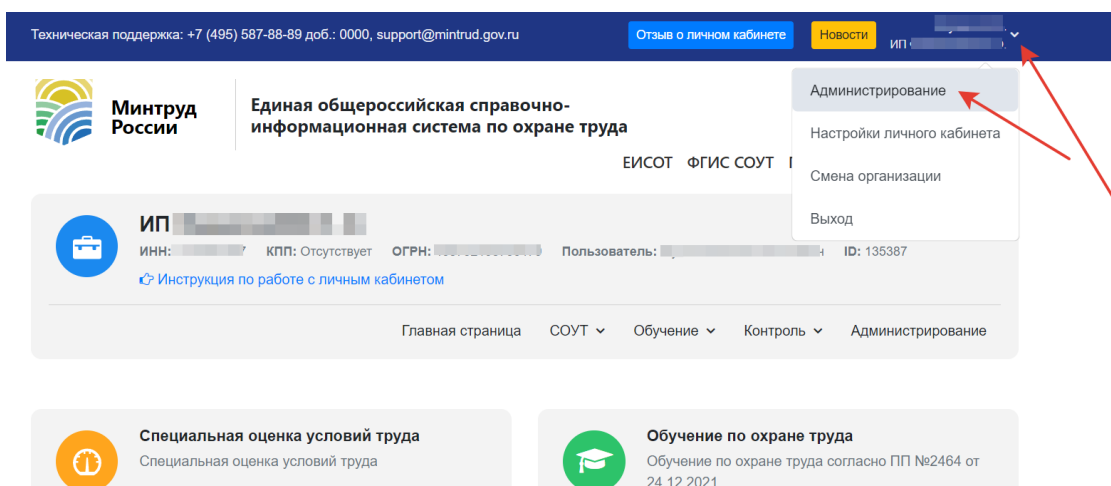 Техническая поддержка: +7 (495) 587-88-89 доб.: 0000, support@mintrud.gov.ru
Отзыв о личном кабинете
Новости
ИП
Минтруд
России
Единая общероссийская справочно-
информационная система по охране труда
ЕИСОТ ФГИС СОУТ
Администрирование
Настройки личного кабинета
Смена организации
Выход
ИП
ИНН: КПП: Отсутствует ОГРН: Пользователь: ID: 135387
Инструкция по работе с личным кабинетом
Главная страница СОУТ Обучение Контроль Администрирование
Специальная оценка условий труда
Специальная оценка условий труда
Обучение по охране труда
Обучение по охране труда согласно ПП №2464 от
24.12.2021